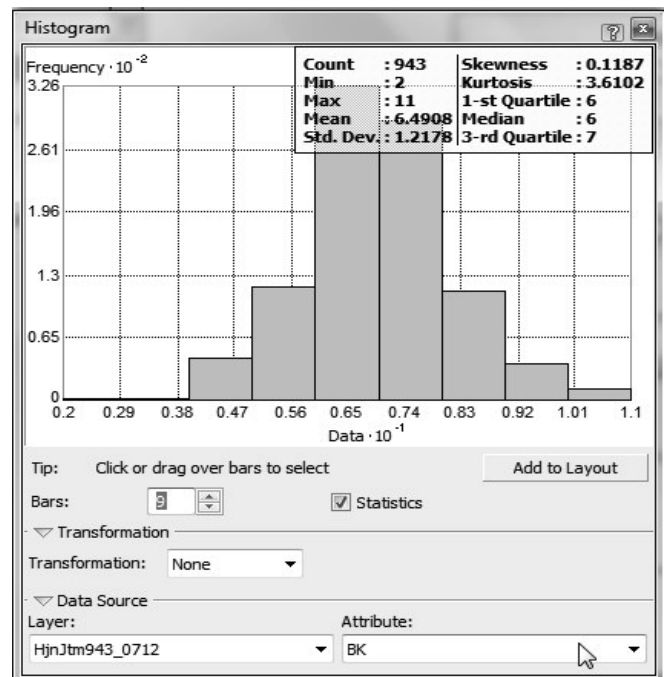 Histogram
Frequency · 10 -2
Count : 943 Skewness : 0.1187
Min : 2 Kurtosis : 3.6102
Max : 11 1-st Quartile : 6
Mean : 6.4908 Median : 6
Std. Dev. : 1.2178 3-rd Quartile : 7
3.26
2.61
1.96
1.3
0.65
0
0.2 0.29 0.38 0.47 0.56 0.65 0.74 0.83 0.92 1.01 1.1
Data · 10 -1
Tip: Click or drag over bars to select Add to Layout
Bars: 9 Statistics
Transformation
Transformation: None
Data Source
Layer: Attribute:
HjnJtm943_0712 BK